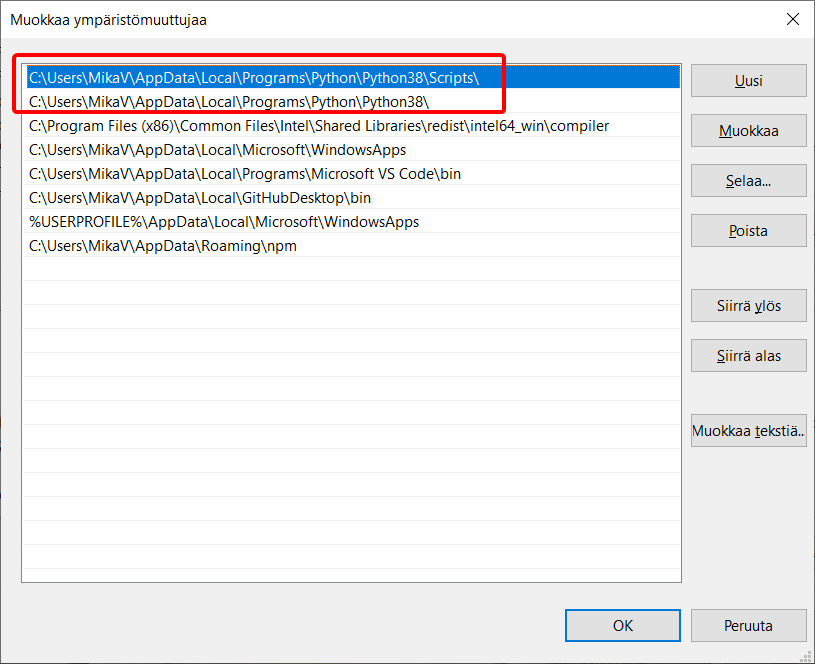 Muokkaa ympäristömuuttujaa
C:\Users\MikaV\AppData\Local\Programs\Python\Python38\Scripts\
C:\Users\MikaV\AppData\Local\Programs\Python\Python38\
C:\Program Files (x86)\Common Files\Intel\Shared Libraries\redist\intel64_win\compiler
C:\Users\MikaV\AppData\Local\Microsoft\WindowsApps
C:\Users\MikaV\AppData\Local\Programs\Microsoft VS Code\bin
C:\Users\MikaV\AppData\Local\GitHubDesktop\bin
%USERPROFILE%\AppData\Local\Microsoft\WindowsApps
C:\Users\MikaV\AppData\Roaming\npm
Uusi
Muokkaa
Selaa...
Poista
Siirrä ylös
Siirrä alas
Muokkaa tekstiä...
OK
Peruuta